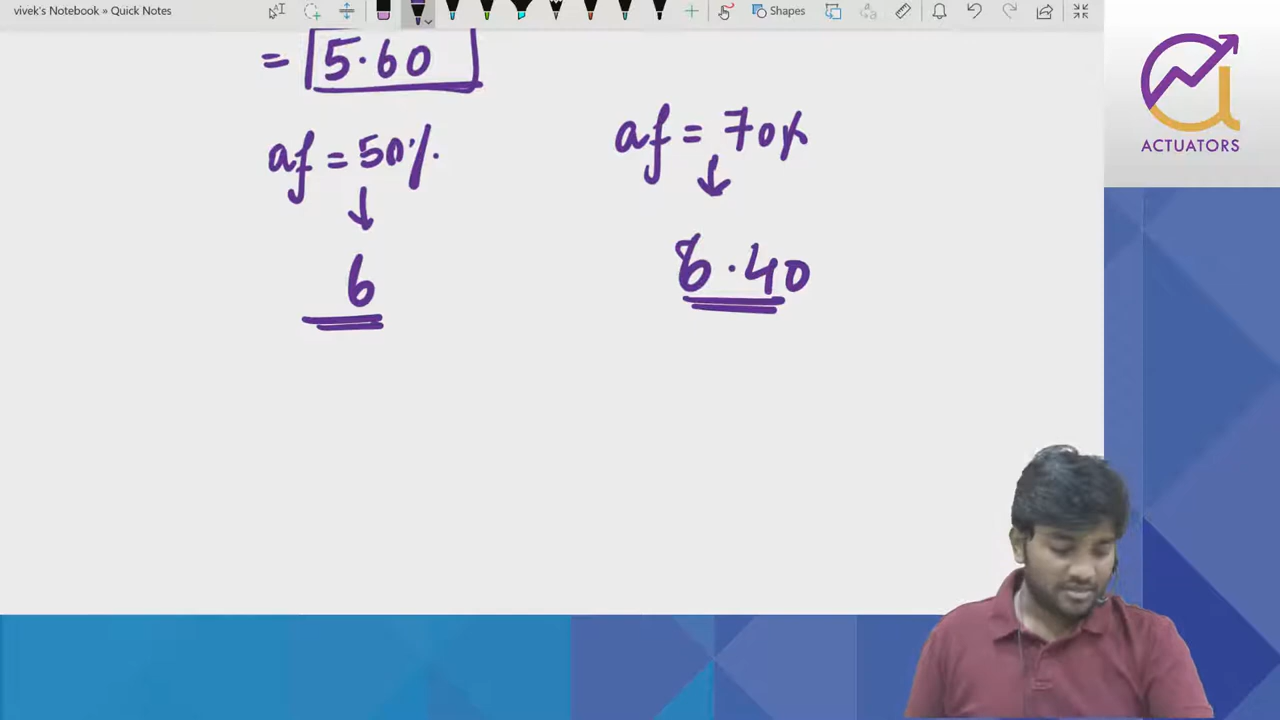 vivek's Notebook » Quick Notes
Shapes
ACTUATORS
= 5.60
af = 50%
af = 70%
6
8.40